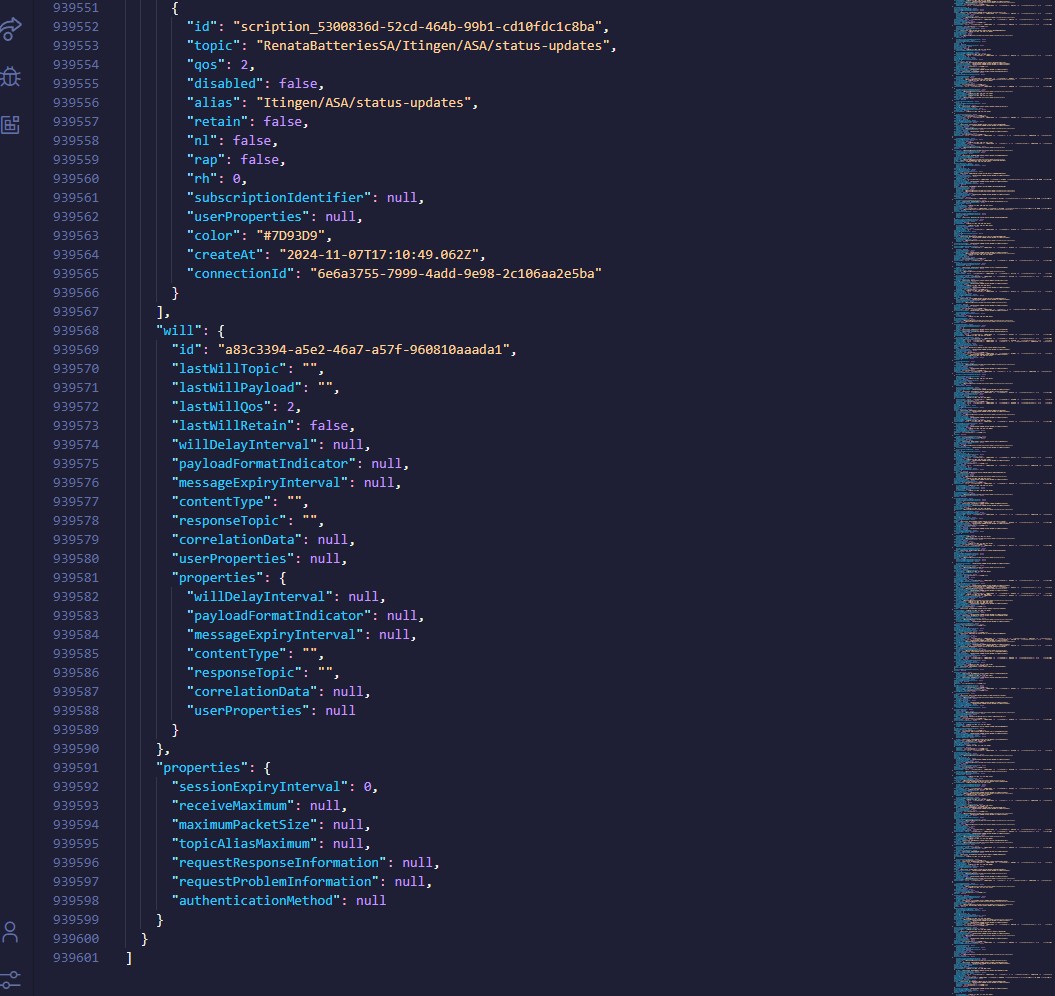 939551 {
939552 "id": "scription_5300836d-52cd-464b-99b1-cd10fdc1c8ba",
939553 "topic": "RenataBatteriesSA/Itingen/ASA/status-updates",
939554 "qos": 2,
939555 "disabled": false,
939556 "alias": "Itingen/ASA/status-updates",
939557 "retain": false,
939558 "nl": false,
939559 "rap": false,
939560 "rh": 0,
939561 "subscriptionIdentifier": null,
939562 "userProperties": null,
939563 "color": "#7D93D9",
939564 "createAt": "2024-11-07T17:10:49.062Z",
939565 "connectionId": "6e6a3755-7999-4add-9e98-2c106aa2e5ba"
939566 }
939567 ],
939568 "will": {
939569 "id": "a83c3394-a5e2-46a7-a57f-960810aaada1",
939570 "lastWillTopic": "",
939571 "lastWillPayload": "",
939572 "lastWillQos": 2,
939573 "lastWillRetain": false,
939574 "willDelayInterval": null,
939575 "payloadFormatIndicator": null,
939576 "messageExpiryInterval": null,
939577 "contentType": "",
939578 "responseTopic": "",
939579 "correlationData": null,
939580 "userProperties": null,
939581 "properties": {
939582 "willDelayInterval": null,
939583 "payloadFormatIndicator": null,
939584 "messageExpiryInterval": null,
939585 "contentType": "",
939586 "responseTopic": "",
939587 "correlationData": null,
939588 "userProperties": null
939589 }
939590 },
939591 "properties": {
939592 "sessionExpiryInterval": 0,
939593 "receiveMaximum": null,
939594 "maximumPacketSize": null,
939595 "topicAliasMaximum": null,
939596 "requestResponseInformation": null,
939597 "requestProblemInformation": null,
939598 "authenticationMethod": null
939599 }
939600 }
939601 ]